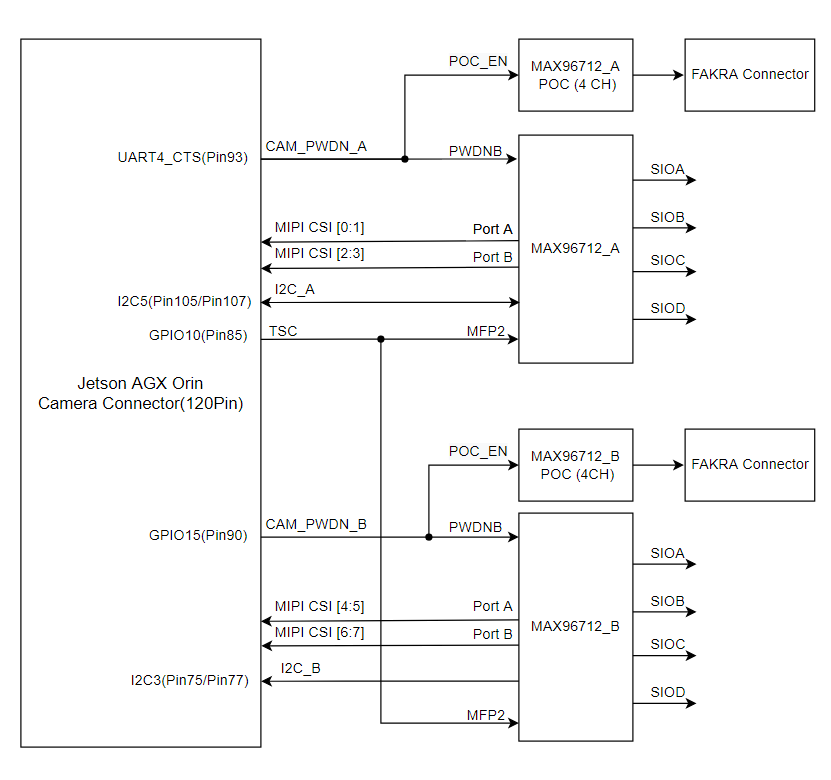 POC_EN
MAX96712_A
POC (4 CH)
FAKRA Connector
UART4_CTS(Pin93)
CAM_PWDN_A
PWDNB
SIOA
MIPI CSI [0:1]
Port A
SIOB
MIPI CSI [2:3]
Port B
MAX96712_A
SIOC
I2C5(Pin105/Pin107)
I2C_A
SIOD
GPIO10(Pin85)
TSC
MFP2
Jetson AGX Orin
Camera Connector(120Pin)
POC_EN
MAX96712_B
POC (4CH)
FAKRA Connector
GPIO15(Pin90)
CAM_PWDN_B
PWDNB
SIOA
MIPI CSI [4:5]
Port A
SIOB
MIPI CSI [6:7]
Port B
MAX96712_B
SIOC
I2C3(Pin75/Pin77)
I2C_B
SIOD
MFP2